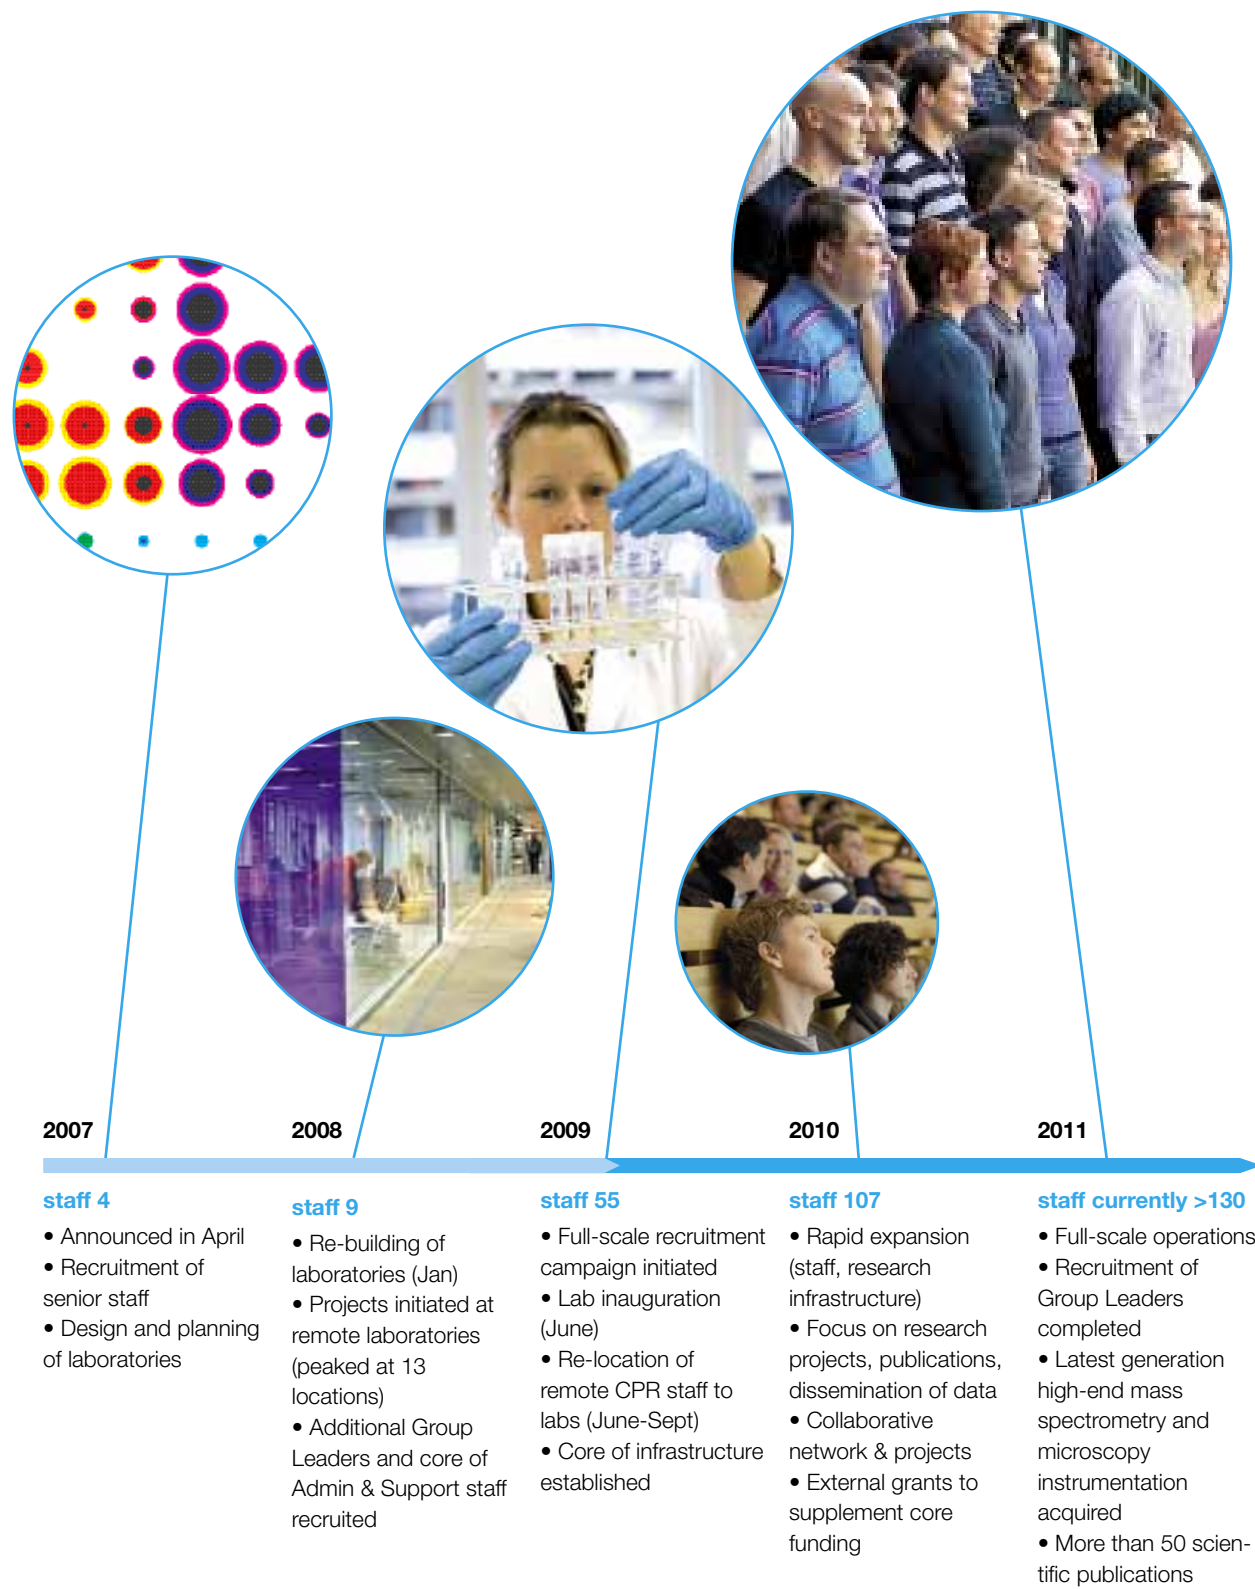 2007
staff 4
• Announced in April
• Recruitment of
senior staff
• Design and planning
of laboratories
2008
staff 9
• Re-building of
laboratories (Jan)
• Projects initiated at
remote laboratories
(peaked at 13
locations)
• Additional Group
Leaders and core of
Admin & Support staff
recruited
2009
staff 55
• Full-scale recruitment
campaign initiated
• Lab inauguration
(June)
• Re-location of
remote CPR staff to
labs (June-Sept)
• Core of infrastructure
established
2010
staff 107
• Rapid expansion
(staff, research
infrastructure)
• Focus on research
projects, publications,
dissemination of data
• Collaborative
network & projects
• External grants to
supplement core
funding
2011
staff currently >130
• Full-scale operations
• Recruitment of
Group Leaders
completed
• Latest generation
high-end mass
spectrometry and
microscopy
instrumentation
acquired
• More than 50 scien-
tific publications